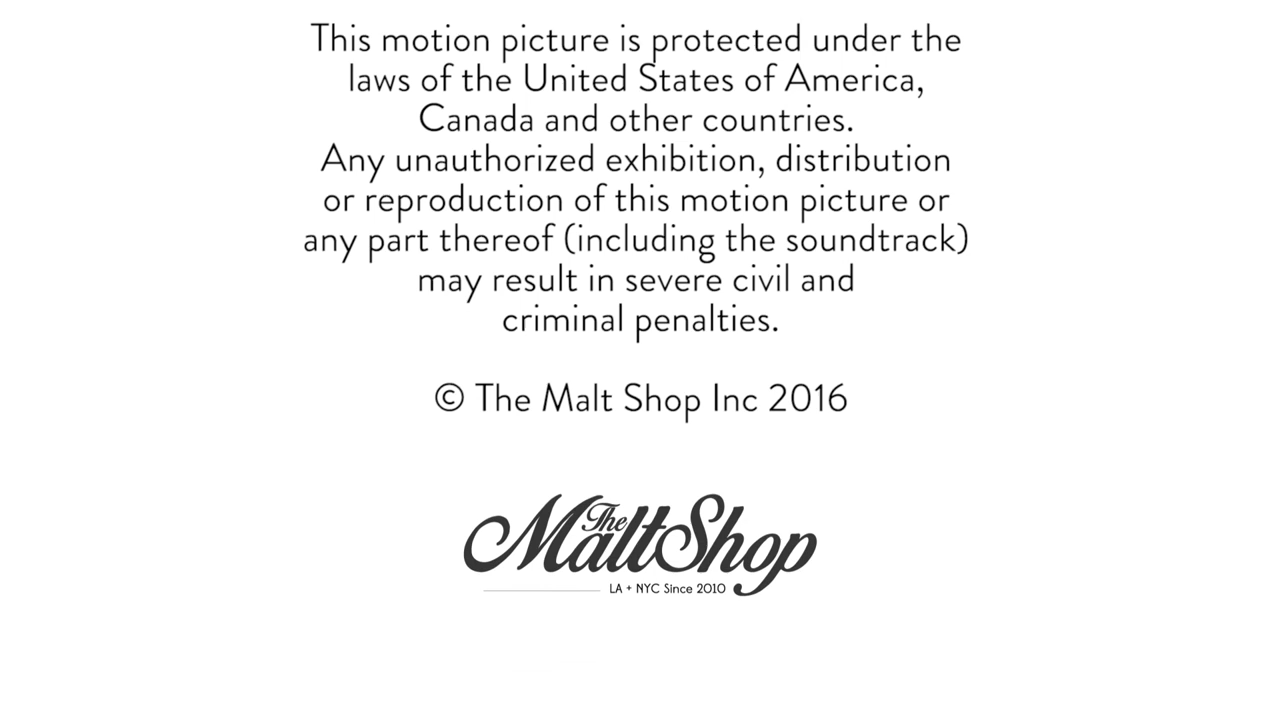 This motion picture is protected under the
laws of the United States of America,
Canada and other countries.
Any unauthorized exhibition, distribution
or reproduction of this motion picture or
any part thereof (including the soundtrack)
may result in severe civil and
criminal penalties.
© The Malt Shop Inc 2016
The Malt Shop
LA + NYC Since 2010